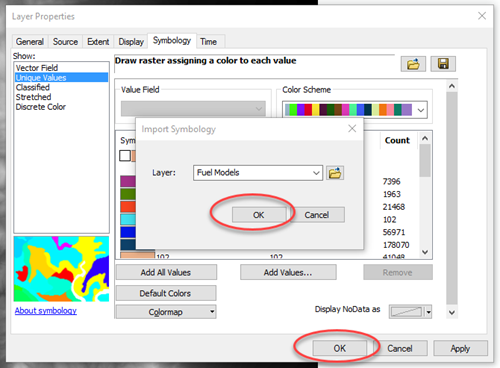 Layer Properties
General Source Extent Display Symbology Time
Show:
Vector Field
Unique Values
Classified
Stretched
Discrete Color
Draw raster assigning a color to each value
Value Field
Color Scheme
Import Symbology
Count
Layer:
Fuel Models
OK
Cancel
7396
1963
21468
102
56971
178070
102
102
About symbology
Add All Values
Add Values...
Remove
Default Colors
Colormap
Display NoData as
OK
Cancel
Apply